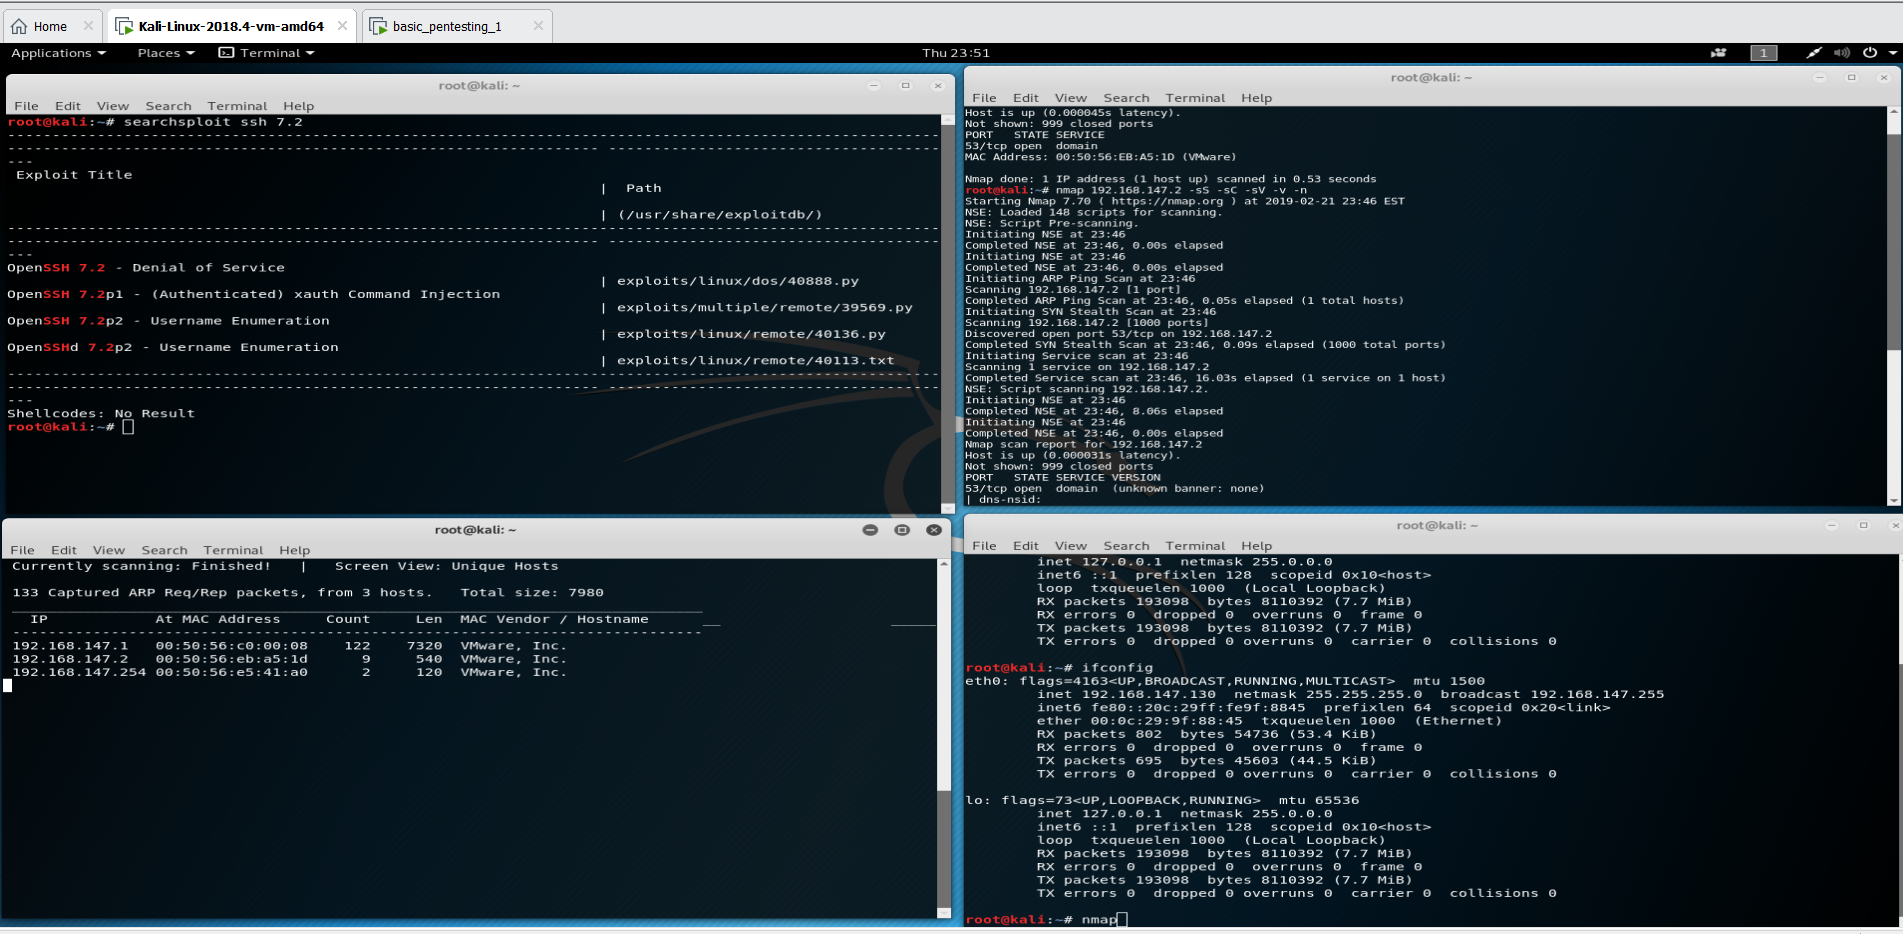 Home
Kali-Linux-2018.4-vm-amd64
basic_pentesting_1
Applications Places Terminal Thu 23:51 1
root@kali: ~
File Edit View Search Terminal Help
root@kali:~# searchsploit ssh 7.2
------------------------------------------------------------------ -------------------------------------
---
 Exploit Title
| Path
| (/usr/share/exploitdb/)
------------------------------------------------------------------ -------------------------------------
---
OpenSSH 7.2 - Denial of Service
| exploits/linux/dos/40888.py
OpenSSH 7.2p1 - (Authenticated) xauth Command Injection
| exploits/multiple/remote/39569.py
OpenSSH 7.2p2 - Username Enumeration
| exploits/linux/remote/40136.py
OpenSSHd 7.2p2 - Username Enumeration
| exploits/linux/remote/40113.txt
------------------------------------------------------------------ -------------------------------------
---
Shellcodes: No Result
root@kali:~#
root@kali: ~
File Edit View Search Terminal Help
Host is up (0.000045s latency).
Not shown: 999 closed ports
PORT   STATE SERVICE
53/tcp open  domain
MAC Address: 00:50:56:EB:A5:1D (VMware)
Nmap done: 1 IP address (1 host up) scanned in 0.53 seconds
root@kali:~# nmap 192.168.147.2 -sS -sC -sV -v -n
Starting Nmap 7.70 ( https://nmap.org ) at 2019-02-21 23:46 EST
NSE: Loaded 148 scripts for scanning.
NSE: Script Pre-scanning.
Initiating NSE at 23:46
Completed NSE at 23:46, 0.00s elapsed
Initiating NSE at 23:46
Completed NSE at 23:46, 0.00s elapsed
Initiating ARP Ping Scan at 23:46
Scanning 192.168.147.2 [1 port]
Completed ARP Ping Scan at 23:46, 0.05s elapsed (1 total hosts)
Initiating SYN Stealth Scan at 23:46
Scanning 192.168.147.2 [1000 ports]
Discovered open port 53/tcp on 192.168.147.2
Completed SYN Stealth Scan at 23:46, 0.09s elapsed (1000 total ports)
Initiating Service scan at 23:46
Scanning 1 service on 192.168.147.2
Completed Service scan at 23:46, 16.03s elapsed (1 service on 1 host)
NSE: Script scanning 192.168.147.2.
Initiating NSE at 23:46
Completed NSE at 23:46, 8.06s elapsed
Initiating NSE at 23:46
Completed NSE at 23:46, 0.00s elapsed
Nmap scan report for 192.168.147.2
Host is up (0.000031s latency).
Not shown: 999 closed ports
PORT   STATE SERVICE VERSION
53/tcp open  domain  (unknown banner: none)
| dns-nsid:
root@kali: ~
File Edit View Search Terminal Help
Currently scanning: Finished!   |   Screen View: Unique Hosts
133 Captured ARP Req/Rep packets, from 3 hosts.   Total size: 7980
IP            At MAC Address     Count     Len  MAC Vendor / Hostname
-----------------------------------------------------------------------------
192.168.147.1   00:50:56:c0:00:08    122    7320  VMware, Inc.
192.168.147.2   00:50:56:eb:a5:1d      9     540  VMware, Inc.
192.168.147.254 00:50:56:e5:41:a0      2     120  VMware, Inc.
root@kali: ~
File Edit View Search Terminal Help
inet 127.0.0.1  netmask 255.0.0.0
inet6 ::1  prefixlen 128  scopeid 0x10<host>
loop  txqueuelen 1000  (Local Loopback)
RX packets 193098  bytes 8110392 (7.7 MiB)
RX errors 0  dropped 0  overruns 0  frame 0
TX packets 193098  bytes 8110392 (7.7 MiB)
TX errors 0  dropped 0 overruns 0  carrier 0  collisions 0
root@kali:~# ifconfig
eth0: flags=4163<UP,BROADCAST,RUNNING,MULTICAST>  mtu 1500
inet 192.168.147.130  netmask 255.255.255.0  broadcast 192.168.147.255
inet6 fe80::20c:29ff:fe9f:8845  prefixlen 64  scopeid 0x20<link>
ether 00:0c:29:9f:88:45  txqueuelen 1000  (Ethernet)
RX packets 802  bytes 54736 (53.4 KiB)
RX errors 0  dropped 0  overruns 0  frame 0
TX packets 695  bytes 45603 (44.5 KiB)
TX errors 0  dropped 0 overruns 0  carrier 0  collisions 0
lo: flags=73<UP,LOOPBACK,RUNNING>  mtu 65536
inet 127.0.0.1  netmask 255.0.0.0
inet6 ::1  prefixlen 128  scopeid 0x10<host>
loop  txqueuelen 1000  (Local Loopback)
RX packets 193098  bytes 8110392 (7.7 MiB)
RX errors 0  dropped 0  overruns 0  frame 0
TX packets 193098  bytes 8110392 (7.7 MiB)
TX errors 0  dropped 0 overruns 0  carrier 0  collisions 0
root@kali:~# nmap